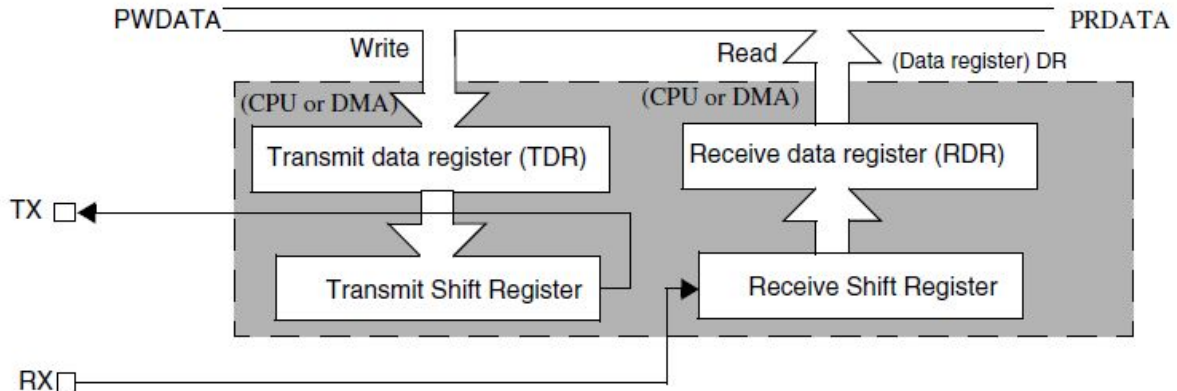 PWDATA
PRDATA
Write
Read
(Data register) DR
(CPU or DMA)
(CPU or DMA)
Transmit data register (TDR)
Receive data register (RDR)
TX
Transmit Shift Register
Receive Shift Register
RX